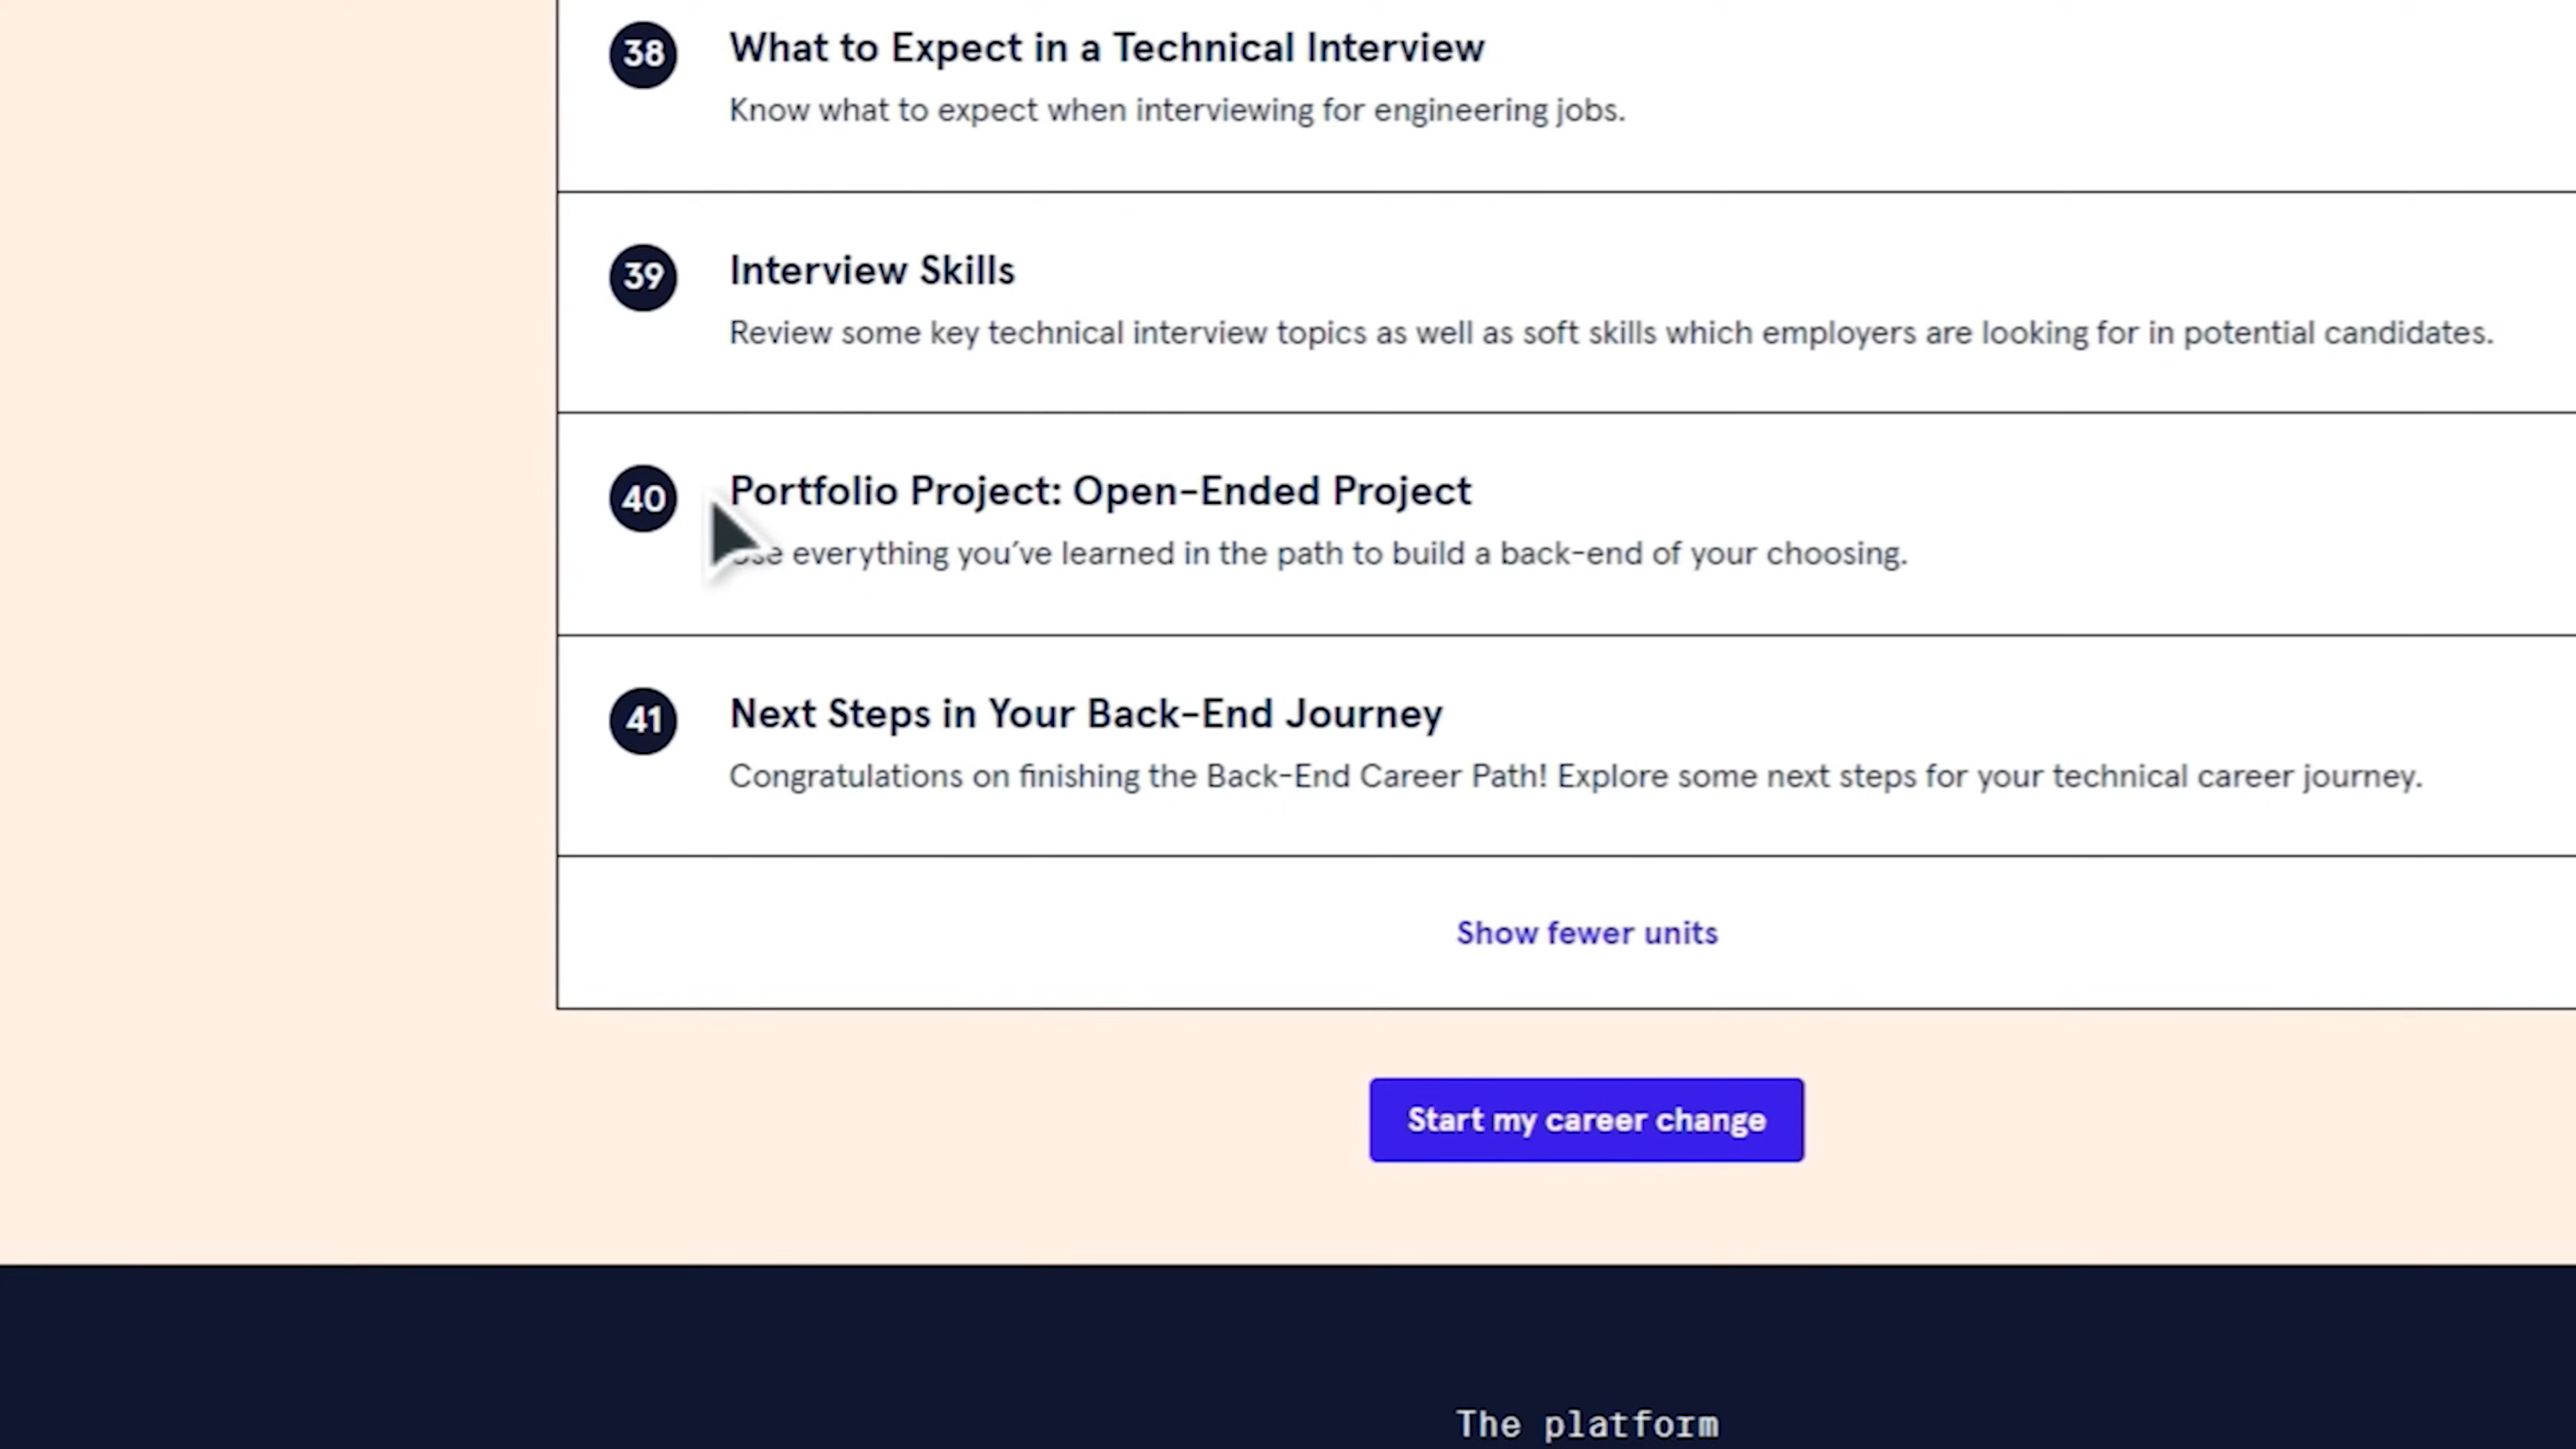 38
What to Expect in a Technical Interview
Know what to expect when interviewing for engineering jobs.
39
Interview Skills
Review some key technical interview topics as well as soft skills which employers are looking for in potential candidates.
40
Portfolio Project: Open-Ended Project
everything you've learned in the path to build a back-end of your choosing.
41
Next Steps in Your Back-End Journey
Congratulations on finishing the Back-End Career Path! Explore some next steps for your technical career journey.
Show fewer units
Start my career change
The platform